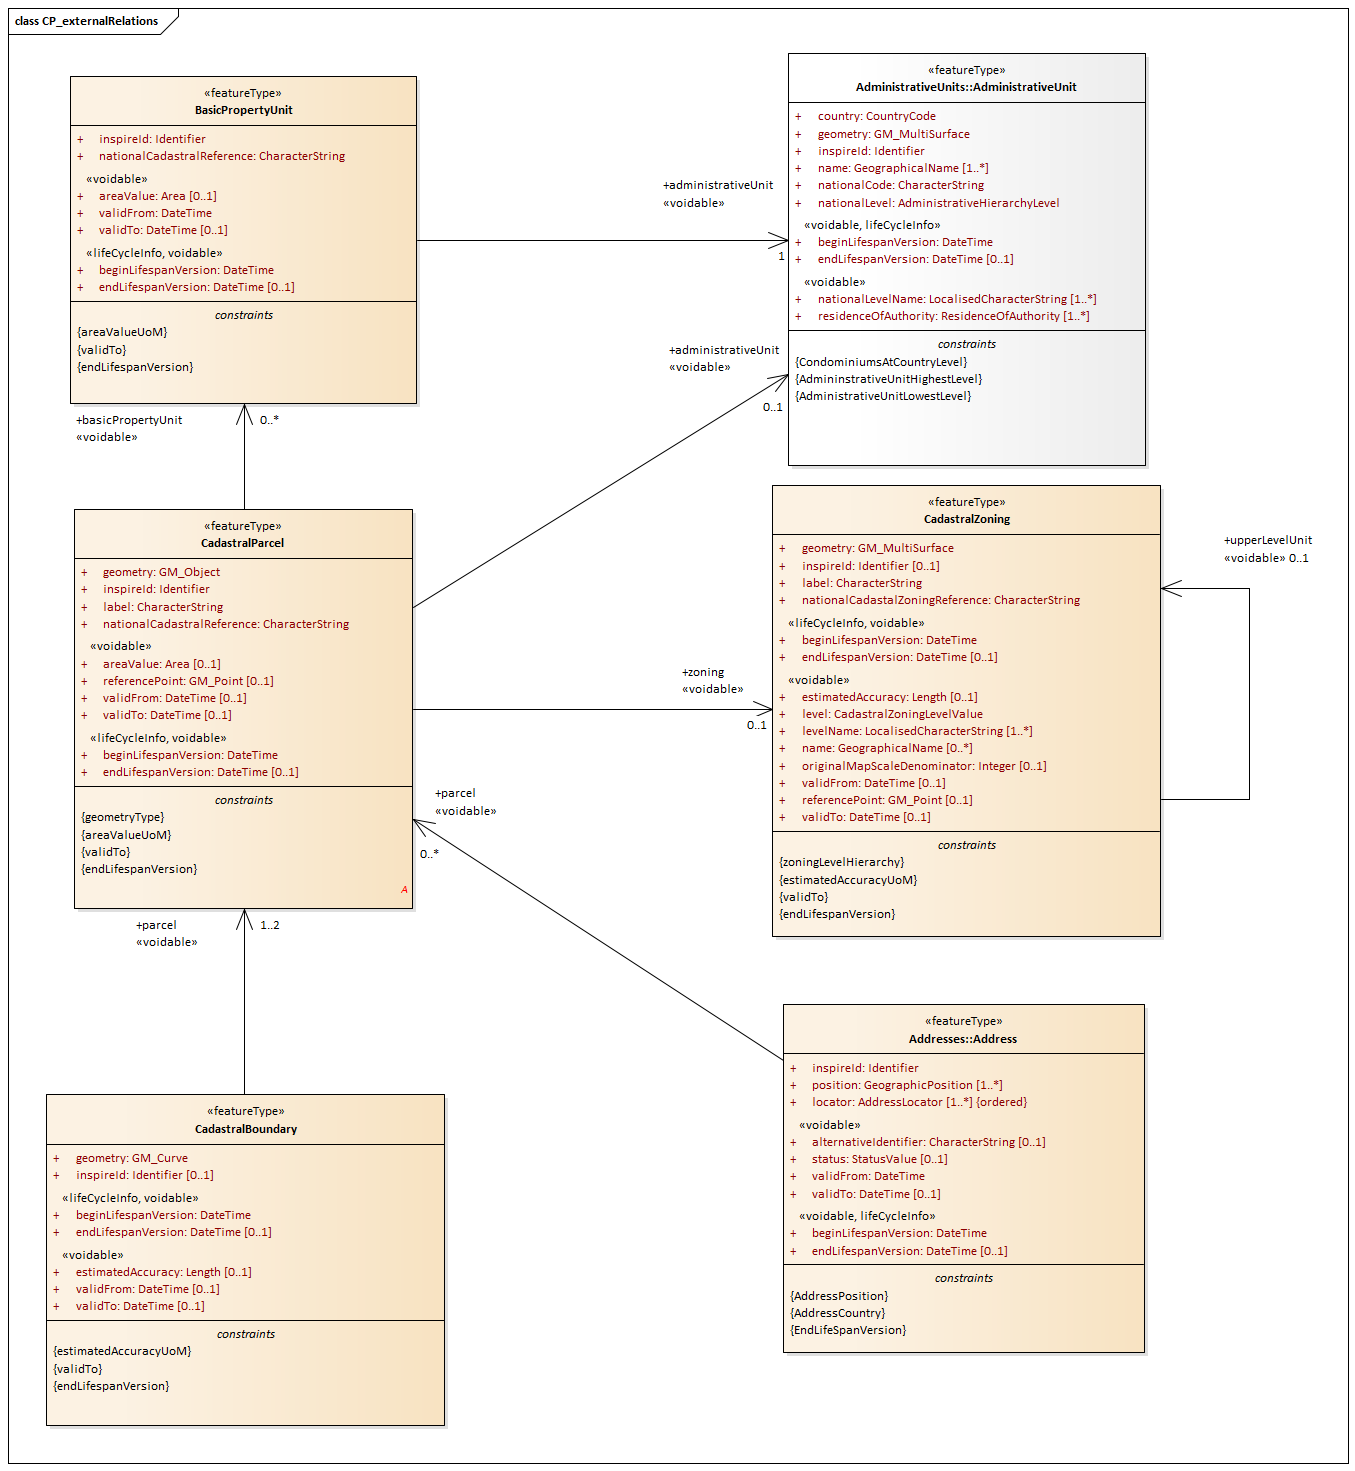 class CP_externalRelations
«featureType»
BasicPropertyUnit
+ inspireId: Identifier
+ nationalCadastralReference: CharacterString
«voidable»
+ areaValue: Area [0..1]
+ validFrom: DateTime
+ validTo: DateTime [0..1]
«lifeCycleInfo, voidable»
+ beginLifespanVersion: DateTime
+ endLifespanVersion: DateTime [0..1]
constraints
{areaValueUoM}
{validTo}
{endLifespanVersion}
+administrativeUnit
«voidable»
1
«featureType»
AdministrativeUnits::AdministrativeUnit
+ country: CountryCode
+ geometry: GM_MultiSurface
+ inspireId: Identifier
+ name: GeographicalName [1..*]
+ nationalCode: CharacterString
+ nationalLevel: AdministrativeHierarchyLevel
«voidable, lifeCycleInfo»
+ beginLifespanVersion: DateTime
+ endLifespanVersion: DateTime [0..1]
«voidable»
+ nationalLevelName: LocalisedCharacterString [1..*]
+ residenceOfAuthority: ResidenceOfAuthority [1..*]
constraints
{CondominiumsAtCountryLevel}
{AdmininstrativeUnitHighestLevel}
{AdministrativeUnitLowestLevel}
+administrativeUnit
«voidable»
0..1
+basicPropertyUnit
«voidable»
0..*
«featureType»
CadastralParcel
+ geometry: GM_Object
+ inspireId: Identifier
+ label: CharacterString
+ nationalCadastralReference: CharacterString
«voidable»
+ areaValue: Area [0..1]
+ referencePoint: GM_Point [0..1]
+ validFrom: DateTime [0..1]
+ validTo: DateTime [0..1]
«lifeCycleInfo, voidable»
+ beginLifespanVersion: DateTime
+ endLifespanVersion: DateTime [0..1]
constraints
{geometryType}
{areaValueUoM}
{validTo}
{endLifespanVersion}
A
+zoning
«voidable»
0..1
«featureType»
CadastralZoning
+ geometry: GM_MultiSurface
+ inspireId: Identifier [0..1]
+ label: CharacterString
+ nationalCadastalZoningReference: CharacterString
«lifeCycleInfo, voidable»
+ beginLifespanVersion: DateTime
+ endLifespanVersion: DateTime [0..1]
«voidable»
+ estimatedAccuracy: Length [0..1]
+ level: CadastralZoningLevelValue
+ levelName: LocalisedCharacterString [1..*]
+ name: GeographicalName [0..*]
+ originalMapScaleDenominator: Integer [0..1]
+ validFrom: DateTime [0..1]
+ referencePoint: GM_Point [0..1]
+ validTo: DateTime [0..1]
constraints
{zoningLevelHierarchy}
{estimatedAccuracyUoM}
{validTo}
{endLifespanVersion}
+upperLevelUnit
«voidable» 0..1
+parcel
«voidable»
0..*
+parcel
«voidable»
1..2
«featureType»
CadastralBoundary
+ geometry: GM_Curve
+ inspireId: Identifier [0..1]
«lifeCycleInfo, voidable»
+ beginLifespanVersion: DateTime
+ endLifespanVersion: DateTime [0..1]
«voidable»
+ estimatedAccuracy: Length [0..1]
+ validFrom: DateTime [0..1]
+ validTo: DateTime [0..1]
constraints
{estimatedAccuracyUoM}
{validTo}
{endLifespanVersion}
«featureType»
Addresses::Address
+ inspireId: Identifier
+ position: GeographicPosition [1..*]
+ locator: AddressLocator [1..*] {ordered}
«voidable»
+ alternativeIdentifier: CharacterString [0..1]
+ status: StatusValue [0..1]
+ validFrom: DateTime
+ validTo: DateTime [0..1]
«voidable, lifeCycleInfo»
+ beginLifespanVersion: DateTime
+ endLifespanVersion: DateTime [0..1]
constraints
{AddressPosition}
{AddressCountry}
{EndLifeSpanVersion}